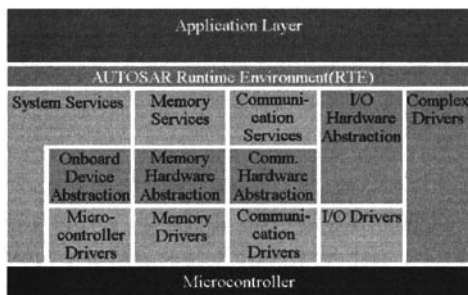 Application Layer
AUTOSAR Runtime Environment(RTE)
System Services
Memory
Services
Communi-
cation
Services
I/O
Hardware
Abstraction
Complex
Drivers
Onboard
Device
Abstraction
Memory
Hardware
Abstraction
Comm.
Hardware
Abstraction
Micro-
controller
Drivers
Memory
Drivers
Communi-
cation
Drivers
I/O Drivers
Microcontroller